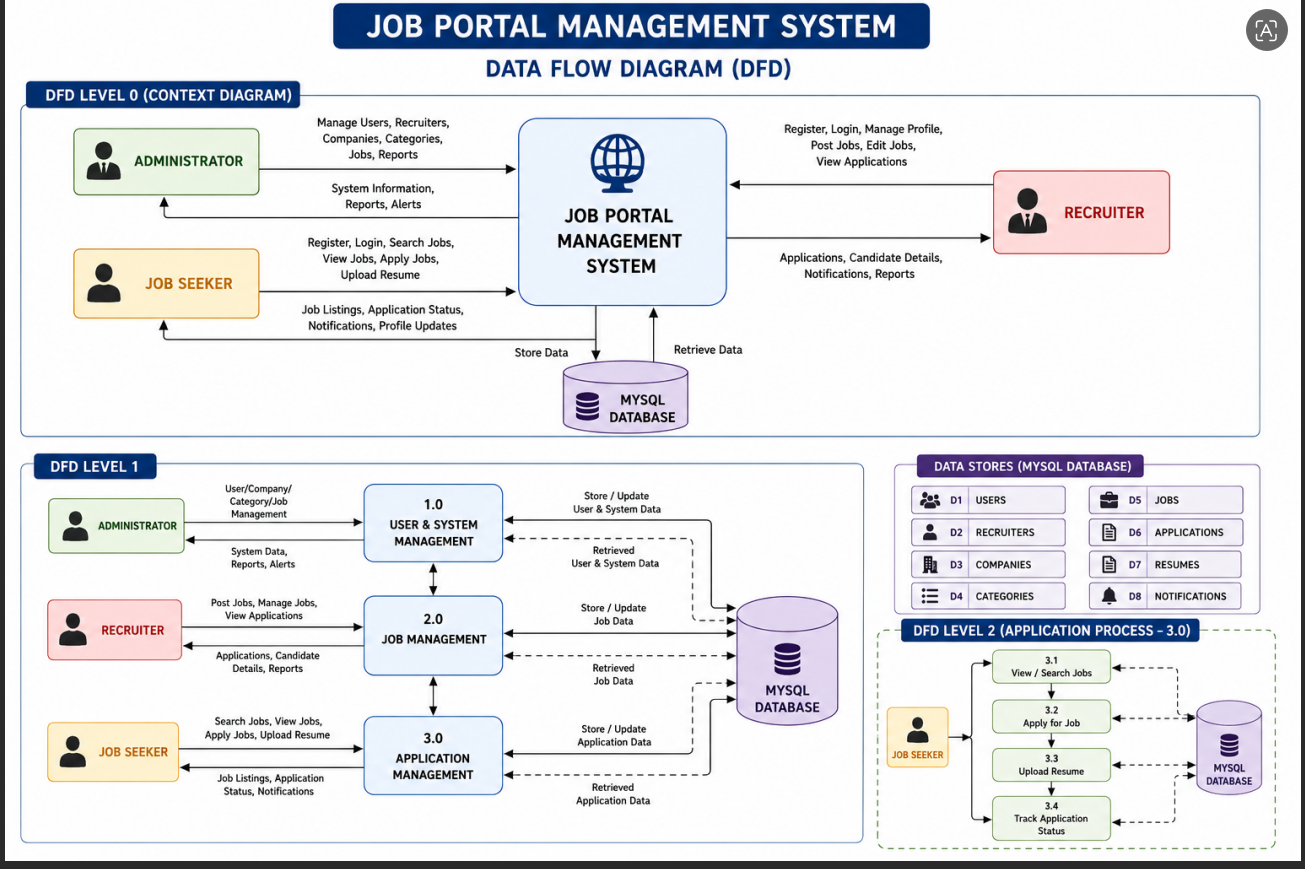 JOB PORTAL MANAGEMENT SYSTEM
DATA FLOW DIAGRAM (DFD)
DFD LEVEL 0 (CONTEXT DIAGRAM)
ADMINISTRATOR
Manage Users, Recruiters,
Companies, Categories,
Jobs, Reports
System Information,
Reports, Alerts
JOB SEEKER
Register, Login, Search Jobs,
View Jobs, Apply Jobs,
Upload Resume
Job Listings, Application Status,
Notifications, Profile Updates
JOB PORTAL
MANAGEMENT
SYSTEM
Register, Login, Manage Profile,
Post Jobs, Edit Jobs,
View Applications
RECRUITER
Applications, Candidate Details,
Notifications, Reports
Store Data
Retrieve Data
MYSQL
DATABASE
DFD LEVEL 1
ADMINISTRATOR
User/Company/
Category/Job
Management
System Data,
Reports, Alerts
1.0
USER & SYSTEM
MANAGEMENT
Store / Update
User & System Data
Retrieved
User & System Data
RECRUITER
Post Jobs, Manage Jobs,
View Applications
Applications, Candidate
Details, Reports
2.0
JOB MANAGEMENT
Store / Update
Job Data
Retrieved
Job Data
JOB SEEKER
Search Jobs, View Jobs,
Apply Jobs, Upload Resume
Job Listings, Application
Status, Notifications
3.0
APPLICATION
MANAGEMENT
Store / Update
Application Data
Retrieved
Application Data
MYSQL
DATABASE
DATA STORES (MYSQL DATABASE)
D1 USERS
D2 RECRUITERS
D3 COMPANIES
D4 CATEGORIES
D5 JOBS
D6 APPLICATIONS
D7 RESUMES
D8 NOTIFICATIONS
DFD LEVEL 2 (APPLICATION PROCESS – 3.0)
JOB SEEKER
3.1
View / Search Jobs
3.2
Apply for Job
3.3
Upload Resume
3.4
Track Application
Status
MYSQL
DATABASE